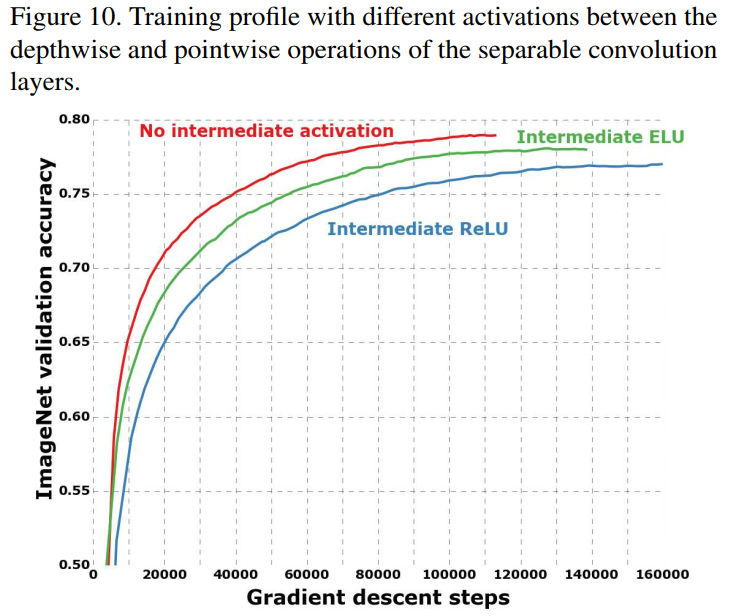 Figure 10. Training profile with different activations between the
depthwise and pointwise operations of the separable convolution
layers.
0.80
No intermediate activation
Intermediate ELU
0.75
Intermediate ReLU
0.70
0.65
0.60
0.55
0.50
ImageNet validation accuracy
0 20000 40000 60000 80000 100000 120000 140000 160000
Gradient descent steps